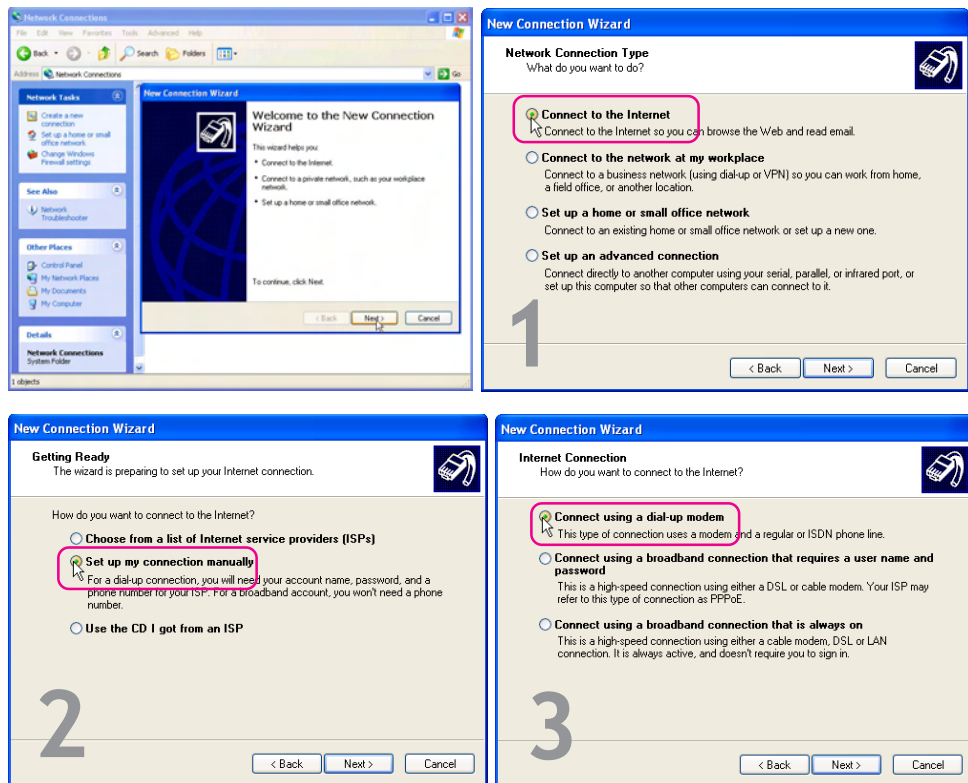 Network Connections
File Edit View Favorites Tools Advanced Help
Back Search Folders
Address Network Connections Go
Network Tasks
Create a new
connection
Set up a home or small
office network
Change Windows
Firewall settings
See Also
Network
Troubleshooter
Other Places
Control Panel
My Network Places
My Documents
My Computer
Details
Network Connections
System Folder
1 objects
New Connection Wizard
Welcome to the New Connection
Wizard
This wizard helps you:
• Connect to the Internet.
• Connect to a private network, such as your workplace
network.
• Set up a home or small office network.
To continue, click Next.
< Back Next > Cancel
New Connection Wizard
Network Connection Type
What do you want to do?
Connect to the Internet
Connect to the Internet so you can browse the Web and read email.
Connect to the network at my workplace
Connect to a business network (using dial-up or VPN) so you can work from home,
a field office, or another location.
Set up a home or small office network
Connect to an existing home or small office network or set up a new one.
Set up an advanced connection
Connect directly to another computer using your serial, parallel, or infrared port, or
set up this computer so that other computers can connect to it.
1
< Back Next > Cancel
New Connection Wizard
Getting Ready
The wizard is preparing to set up your Internet connection.
How do you want to connect to the Internet?
Choose from a list of Internet service providers (ISPs)
Set up my connection manually
For a dial-up connection, you will need your account name, password, and a
phone number for your ISP. For a broadband account, you won't need a phone
number.
Use the CD I got from an ISP
2
< Back Next > Cancel
New Connection Wizard
Internet Connection
How do you want to connect to the Internet?
Connect using a dial-up modem
This type of connection uses a modem and a regular or ISDN phone line.
Connect using a broadband connection that requires a user name and
password
This is a high-speed connection using either a DSL or cable modem. Your ISP may
refer to this type of connection as PPPoE.
Connect using a broadband connection that is always on
This is a high-speed connection using either a cable modem, DSL or LAN
connection. It is always active, and doesn't require you to sign in.
3
< Back Next > Cancel